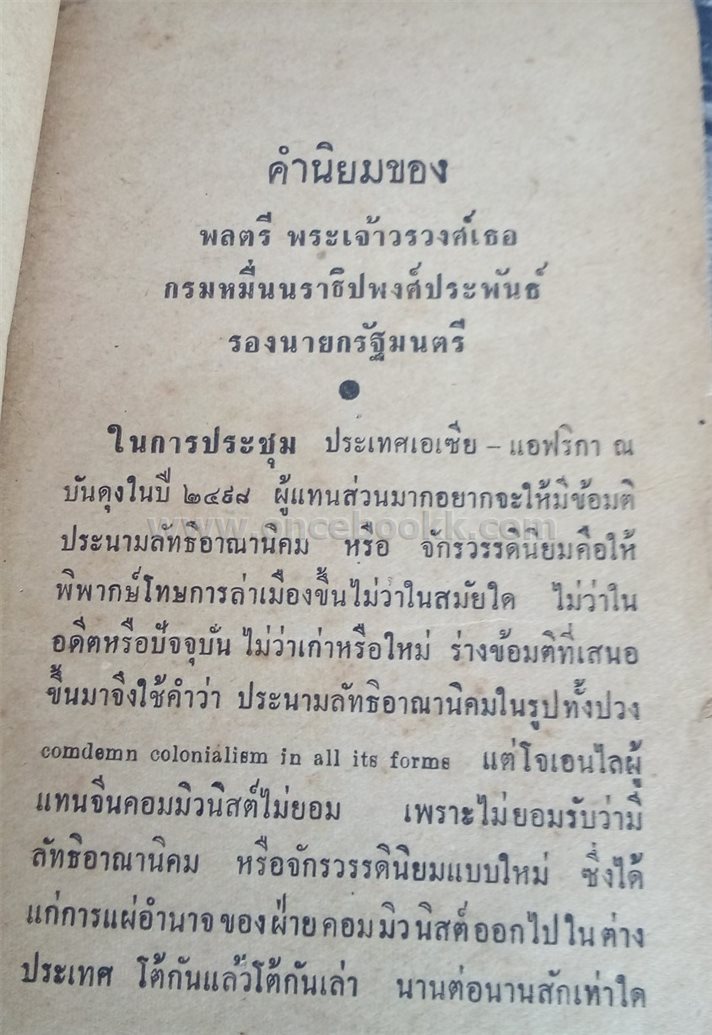 คำนิยมของ
พลตรี พระเจ้าวรวงศ์เธอ
กรมหมื่นนราธิปพงศ์ประพันธ์
รองนายกรัฐมนตรี
ในการประชุม ประเทศเอเซีย – แอฟริกา ณ
บันดุงในปี ๒๔๙๘ ผู้แทนส่วนมากอยากจะให้มีข้อมติ
www.oncebookk.com
ประนามลัทธิอาณานิคม หรือ จักรวรรดินิยมคือให้
พิพากษ์โทษการล่าเมืองขึ้นไม่ว่าในสมัยใด ไม่ว่าใน
อดีตหรือปัจจุบัน ไม่ว่าเก่าหรือใหม่ ร่างข้อมติที่เสนอ
ขึ้นมาจึงใช้คำว่า ประนามลัทธิอาณานิคมในรูปทั้งปวง
comdemn colonialism in all its forms แต่โจเอนไลผู้
แทนจีนคอมมิวนิสต์ไม่ยอม เพราะไม่ยอมรับว่ามี
ลัทธิอาณานิคม หรือจักรวรรดินิยมแบบใหม่ ซึ่งได้
แก่การแผ่อำนาจของฝ่ายคอมมิวนิสต์ออกไปในต่าง
ประเทศ โต้กันแล้วโต้กันเล่า นานต่อนานสักเท่าใด